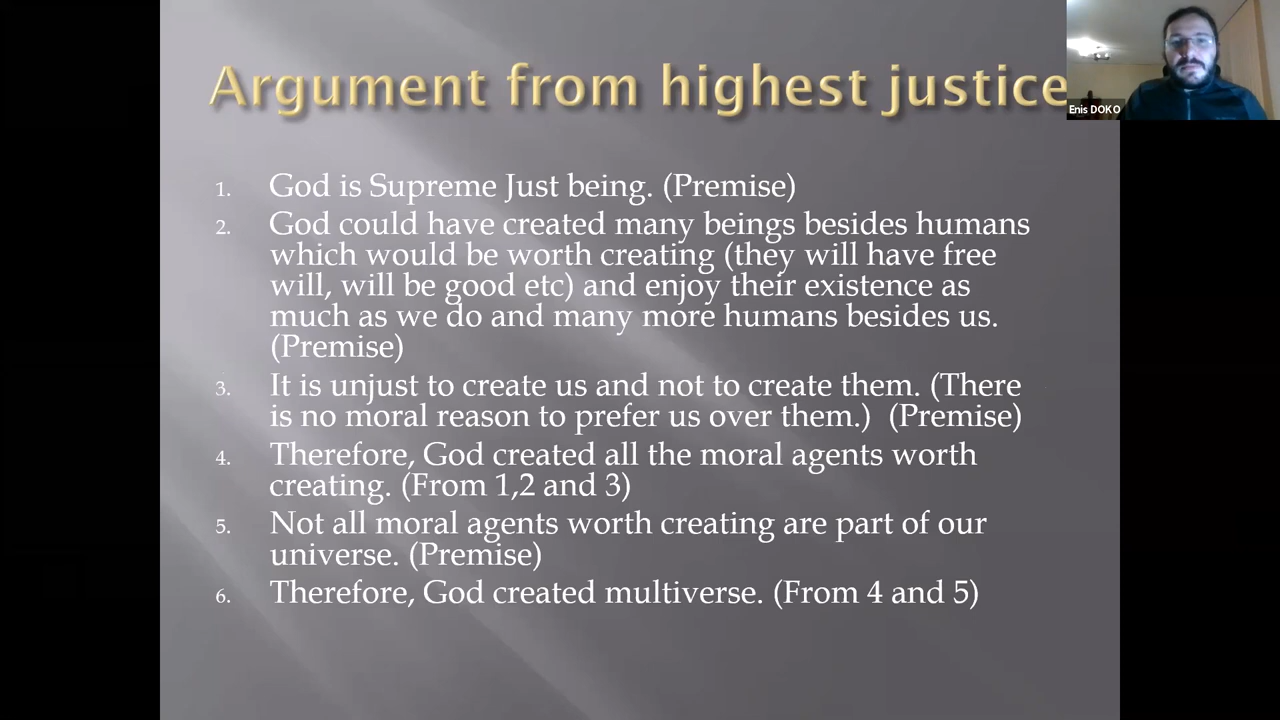 Argument from highest justice
Enis DOKO
1. God is Supreme Just being. (Premise)
2. God could have created many beings besides humans
which would be worth creating (they will have free
will, will be good etc) and enjoy their existence as
much as we do and many more humans besides us.
(Premise)
3. It is unjust to create us and not to create them. (There
is no moral reason to prefer us over them.) (Premise)
4. Therefore, God created all the moral agents worth
creating. (From 1,2 and 3)
5. Not all moral agents worth creating are part of our
universe. (Premise)
6. Therefore, God created multiverse. (From 4 and 5)